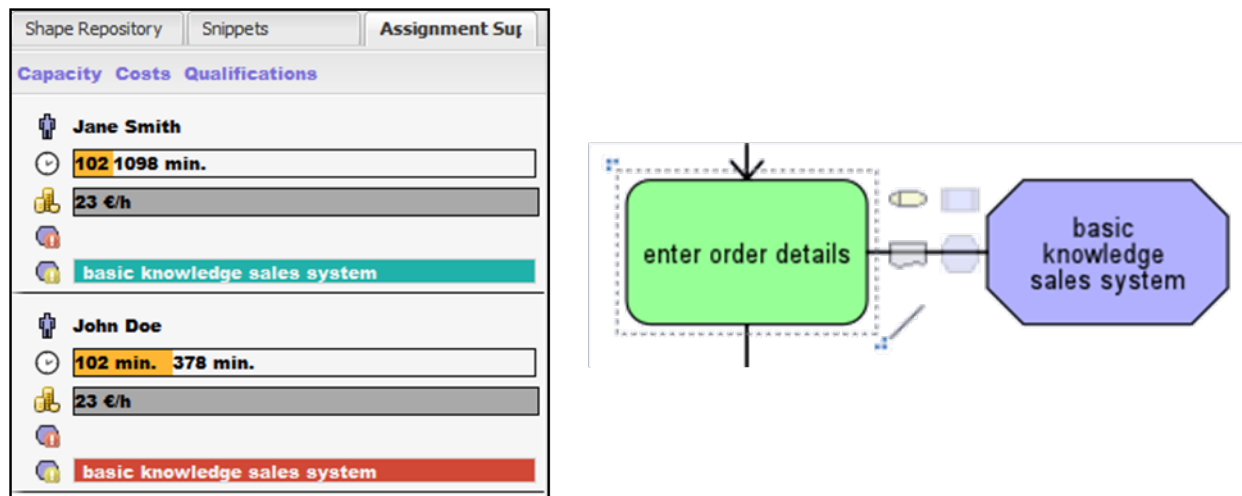 Shape Repository Snippets Assignment Sup
Capacity Costs Qualifications
Jane Smith
102 1098 min.
23 €/h
basic knowledge sales system
John Doe
102 min. 378 min.
23 €/h
basic knowledge sales system
enter order details
basic
knowledge
sales system